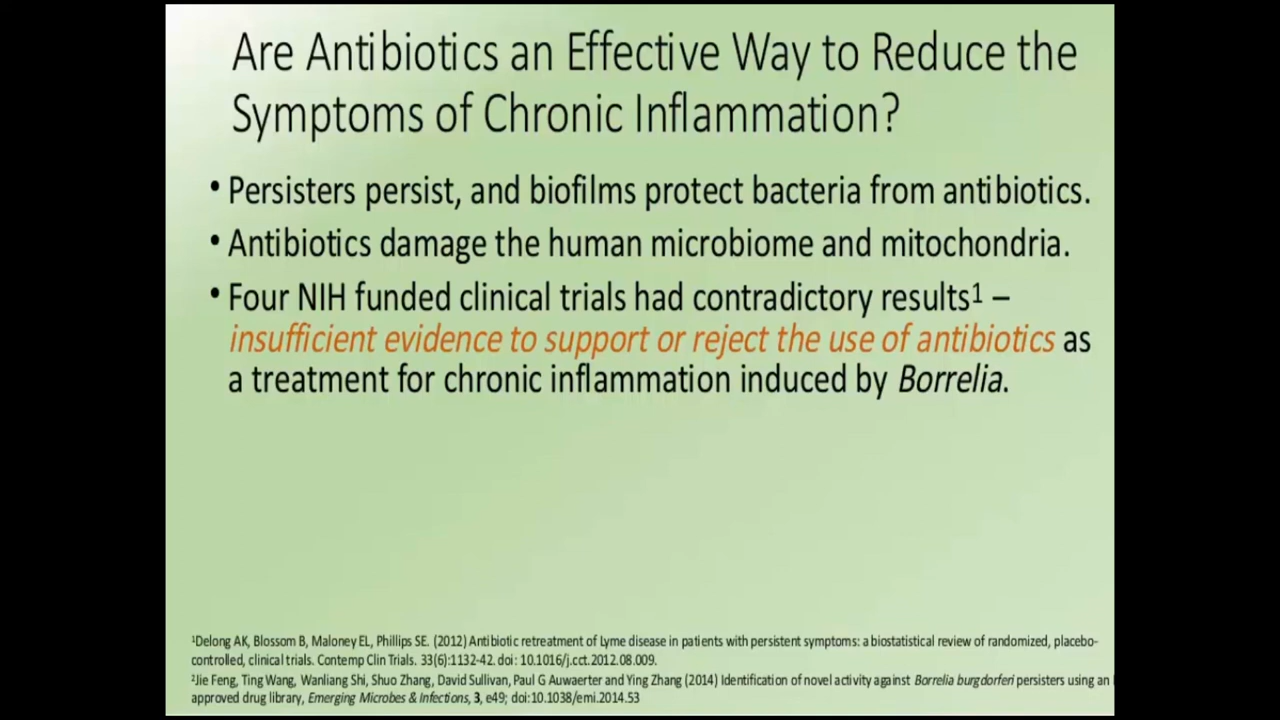 Are Antibiotics an Effective Way to Reduce the
Symptoms of Chronic Inflammation?
• Persisters persist, and biofilms protect bacteria from antibiotics.
• Antibiotics damage the human microbiome and mitochondria.
• Four NIH funded clinical trials had contradictory results¹ –
insufficient evidence to support or reject the use of antibiotics as
a treatment for chronic inflammation induced by Borrelia.
¹Delong AK, Blossom B, Maloney EL, Phillips SE. (2012) Antibiotic retreatment of Lyme disease in patients with persistent symptoms: a biostatistical review of randomized, placebo-
controlled, clinical trials. Contemp Clin Trials. 33(6):1132-42. doi: 10.1016/j.cct.2012.08.009.
²Jie Feng, Ting Wang, Wanliang Shi, Shuo Zhang, David Sullivan, Paul G Auwaerter and Ying Zhang (2014) Identification of novel activity against Borrelia burgdorferi persisters using an
approved drug library, Emerging Microbes & Infections, 3, e49; doi:10.1038/emi.2014.53